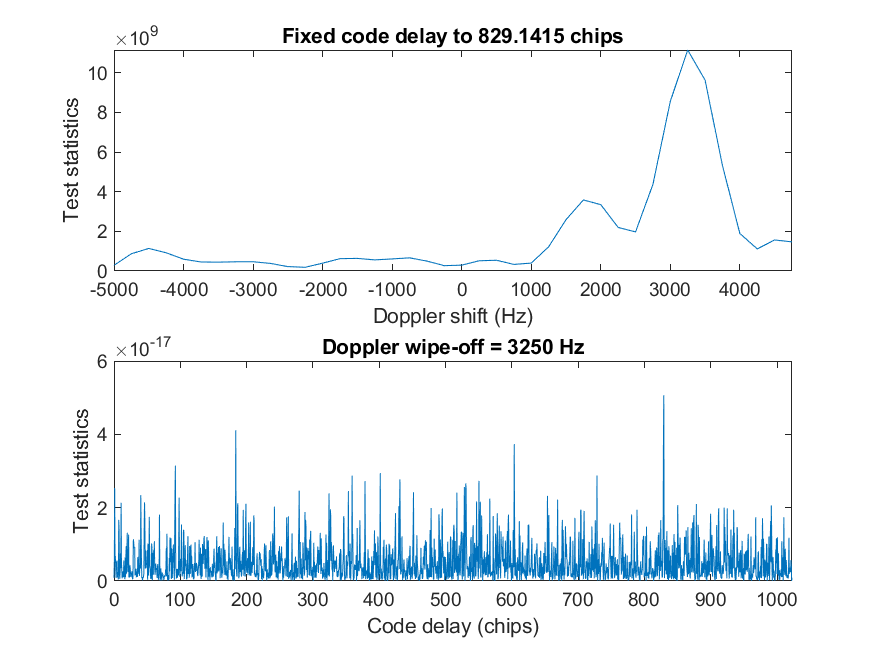 ×10^9
Fixed code delay to 829.1415 chips
10
8
6
4
2
0
Test statistics
-5000 -4000 -3000 -2000 -1000 0 1000 2000 3000 4000
Doppler shift (Hz)
×10^-17
Doppler wipe-off = 3250 Hz
6
4
2
0
Test statistics
0 100 200 300 400 500 600 700 800 900 1000
Code delay (chips)